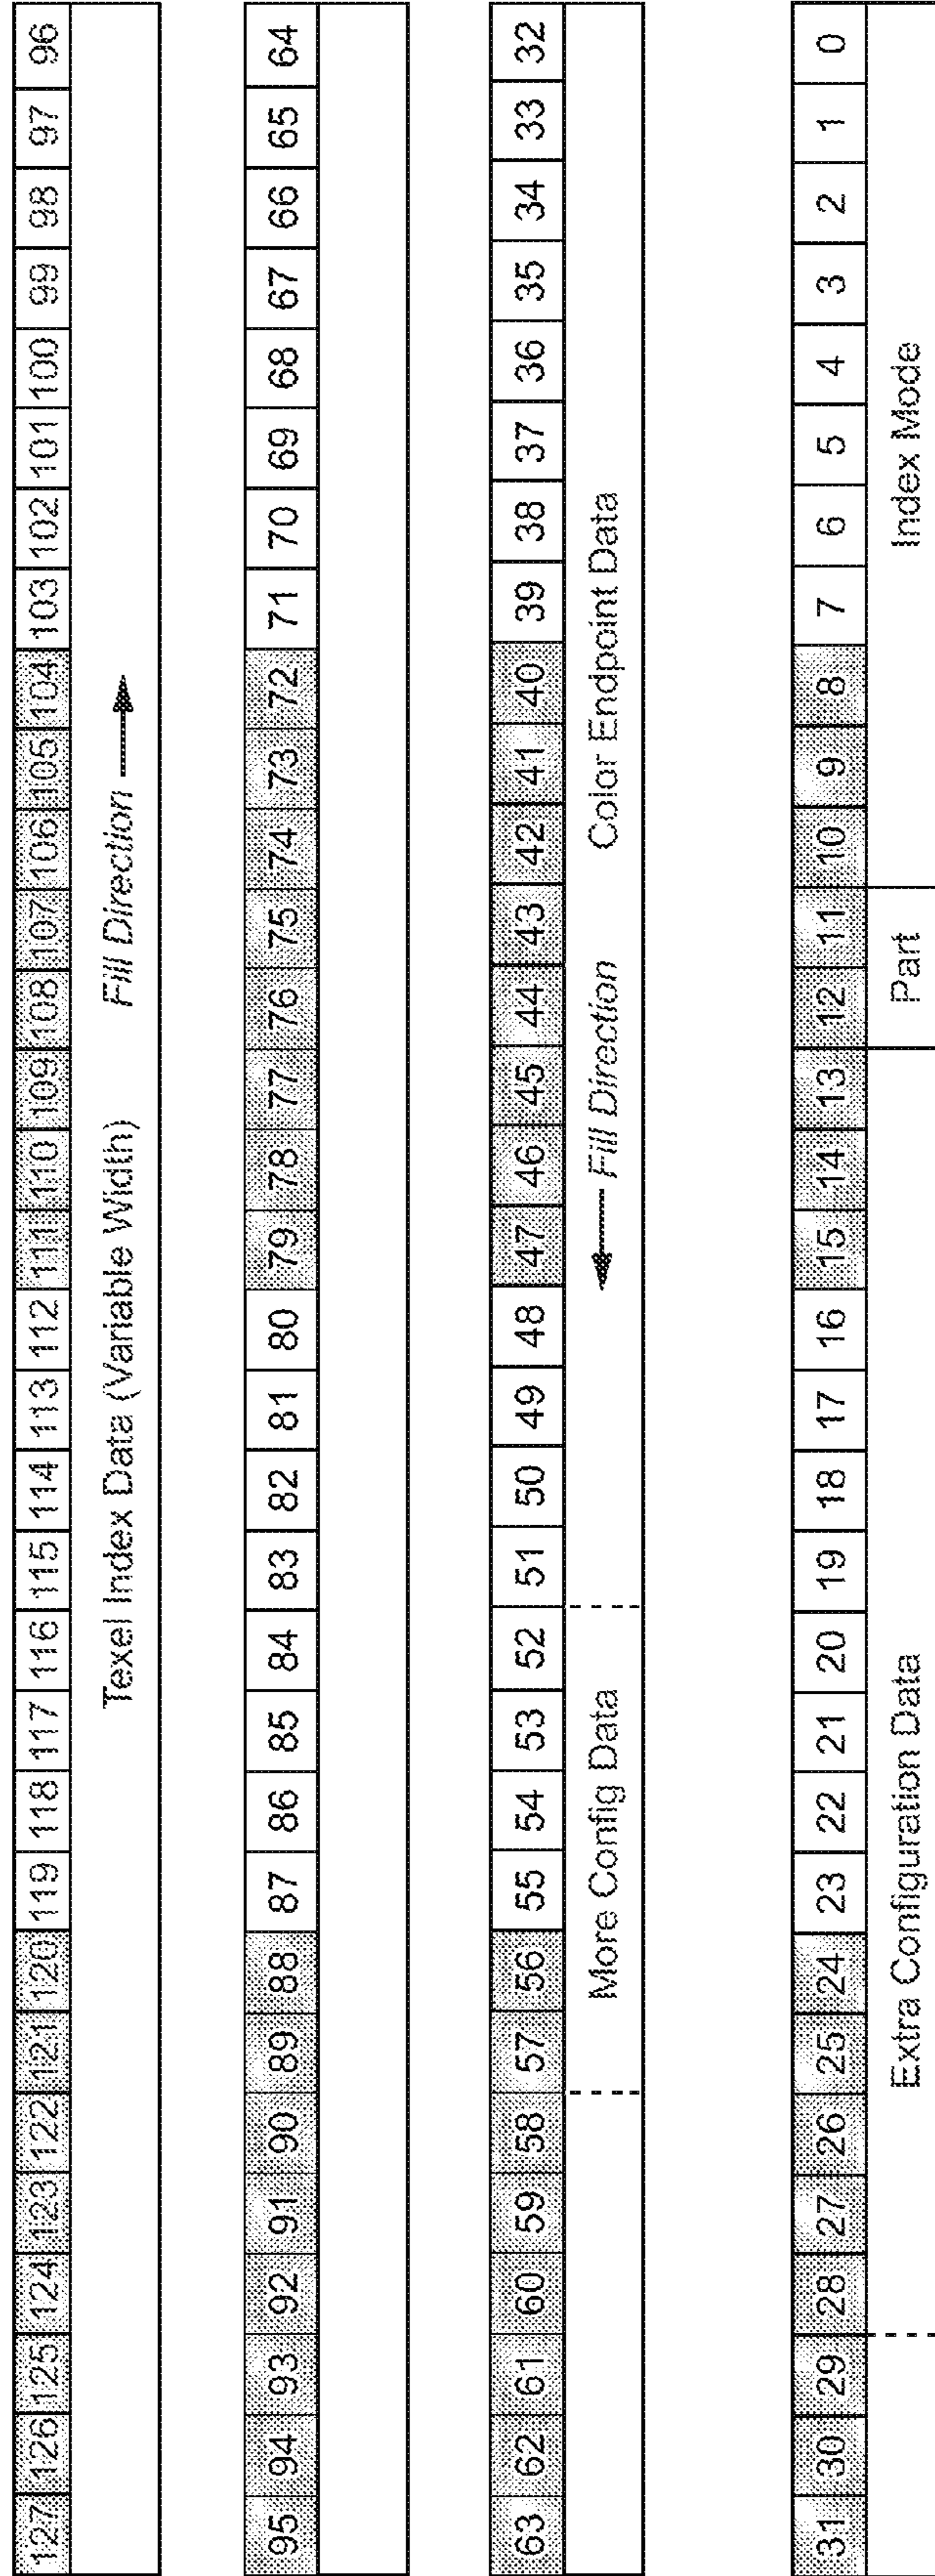 127 126 125 124 123 122 121 120 119 118 117 116 115 114 113 112 111 110 109 108 107 106 105 104 103 102 101 100 99 98 97 96
Texel Index Data (Variable Width) Fill Direction
95 94 93 92 91 90 89 88 87 86 85 84 83 82 81 80 79 78 77 76 75 74 73 72 71 70 69 68 67 66 65 64
63 62 61 60 59 58 57 56 55 54 53 52 51 50 49 48 47 46 45 44 43 42 41 40 39 38 37 36 35 34 33 32
More Config Data Fill Direction Color Endpoint Data
31 30 29 28 27 26 25 24 23 22 21 20 19 18 17 16 15 14 13 12 11 10 9 8 7 6 5 4 3 2 1 0
Extra Configuration Data Part Index Mode